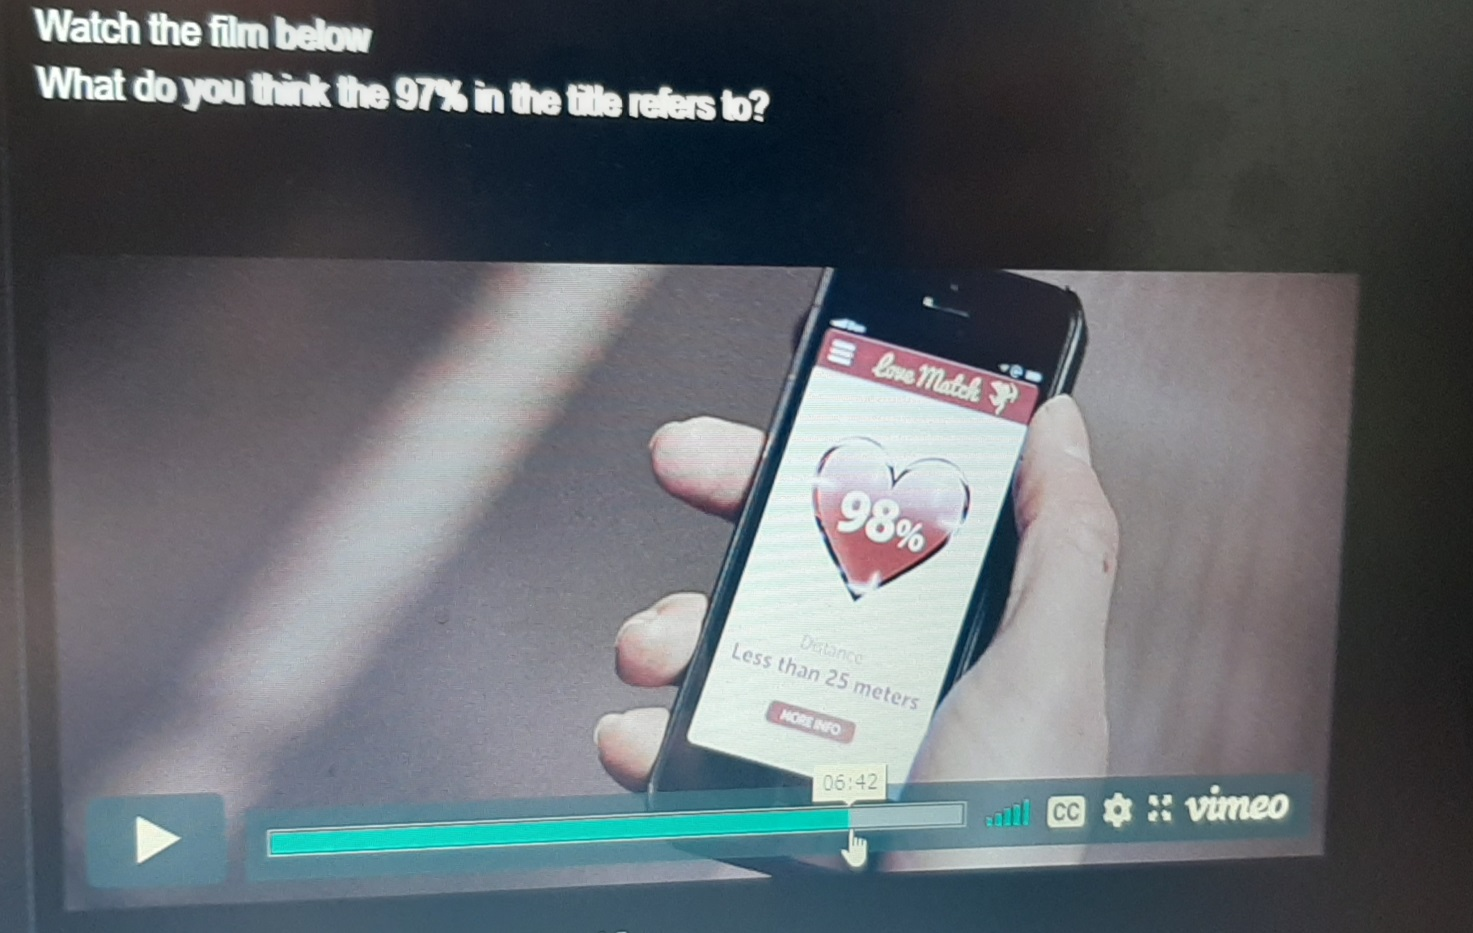 Watch the film below
What do you think the 97% in the title refers to?
Love Match
98%
Distance
Less than 25 meters
MORE INFO
06:42
CC
vimeo